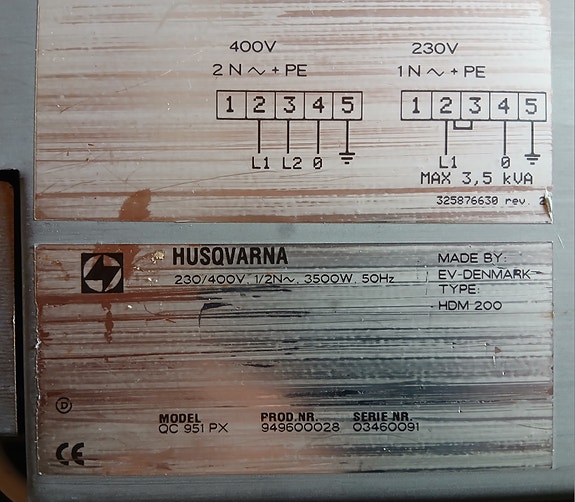 400V
2 N ~ + PE
1 2 3 4 5
L1 L2 0
230V
1 N ~ + PE
1 2 3 4 5
L1 0
MAX 3,5 kVA
325876630 rev. 2
HUSQVARNA
230/400V, 1/2N~, 3500W, 50Hz
MADE BY:
EV-DENMARK
TYPE:
HDM 200
D
MODEL PROD.NR. SERIE NR.
QC 951 PX 949600028 03460091
CE